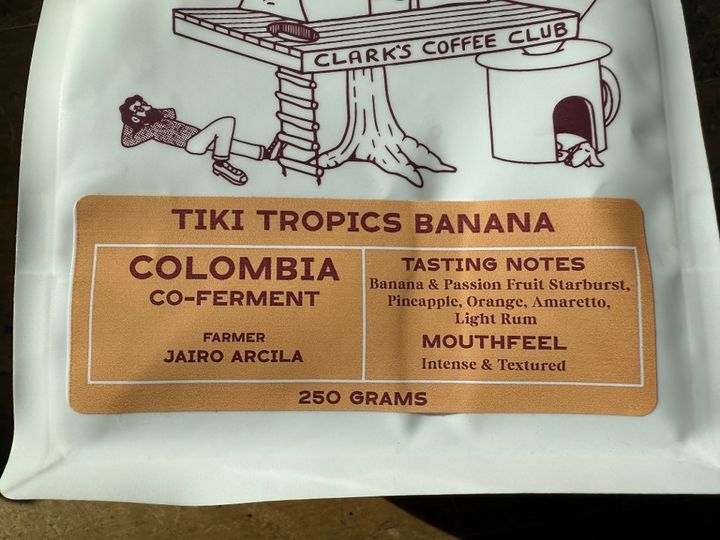 CLARK'S COFFEE CLUB
TIKI TROPICS BANANA
COLOMBIA
CO-FERMENT
FARMER
JAIRO ARCILA
TASTING NOTES
Banana & Passion Fruit Starburst,
Pineapple, Orange, Amaretto,
Light Rum
MOUTHFEEL
Intense & Textured
250 GRAMS